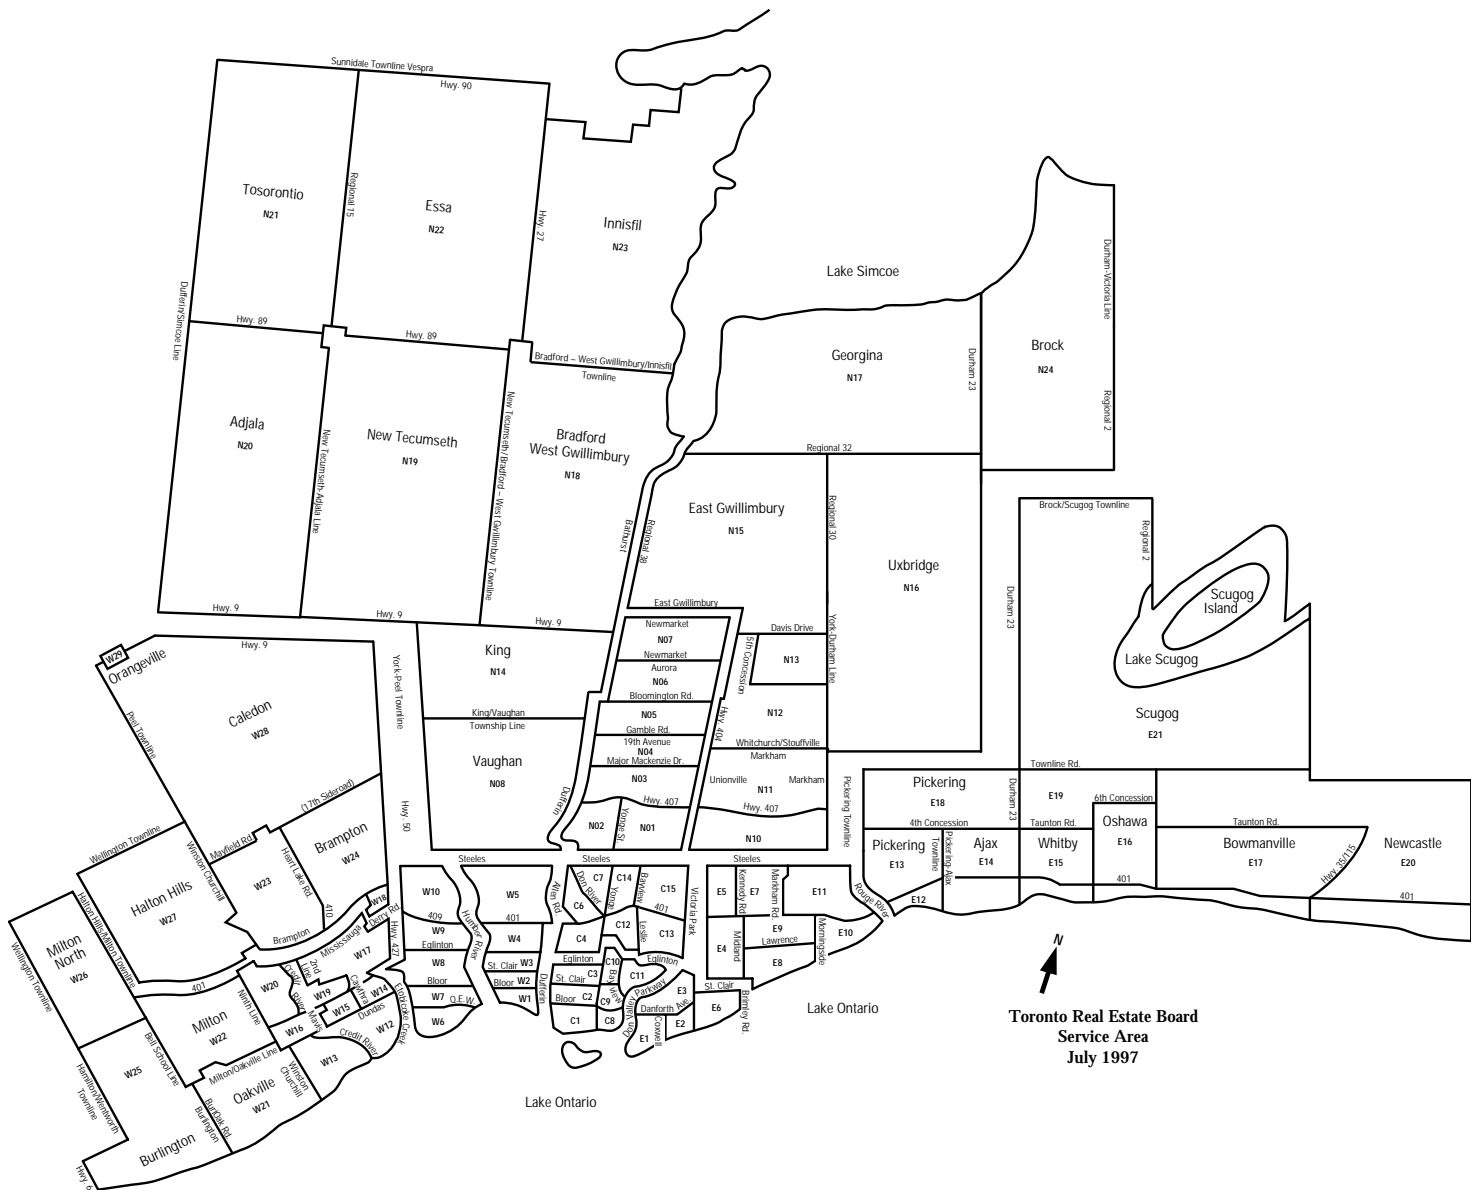 Sunnidale Townline Vespra
Hwy. 90
Tosorontio
N21
Regional 15
Essa
N22
Hwy. 27
Innisfil
N23
Dufferin/Simcoe Line
Hwy. 89
Hwy. 89
Bradford – West Gwillimbury/Innisfil
Townline
Lake Simcoe
Georgina
N17
Durham 23
Brock
N24
Durham-Victoria Line
Regional 2
Adjala
N20
New Tecumseth-Adjala Line
New Tecumseth
N19
New Tecumseth/ Bradford – West Gwillimbury Townline
Bradford
West Gwillimbury
N18
Bathurst
Regional 38
Regional 32
East Gwillimbury
N15
Regional 30
Uxbridge
N16
Brock/Scugog Townline
Regional 2
Durham 23
Scugog
Island
Lake Scugog
Scugog
E21
Hwy. 9
Hwy. 9
Hwy. 9
Hwy. 9
East Gwillimbury
Newmarket
N07
Newmarket
Aurora
N06
Bloomington Rd.
N05
Gamble Rd.
19th Avenue
N04
Major Mackenzie Dr.
N03
Hwy. 407
N02
Yonge St.
N01
Davis Drive
5th Concession
N13
York-Durham Line
N12
Hwy. 404
Whitchurch/Stouffville
Markham
Unionville
Markham
N11
Hwy. 407
N10
King
N14
King/Vaughan
Township Line
Vaughan
N08
Dufferin
York-Peel Townline
Hwy. 50
W29
Orangeville
Peel Townline
Caledon
W28
(17th Sideroad)
Mayfield Rd.
Wellington Townline
Winston Churchill
Heart Lake Rd.
Brampton
W24
W23
410
W18
Derry Rd.
Halton Hills
W27
Halton Hills/Milton Townline
Milton
North
W26
Wellington Townline
401
Brampton
Mississauga
W17
Hwy. 427
2nd
Line
Credit
River
W20
W19
Cawthra
W14
W15
Mavis
W16
Dundas
W12
Etobicoke Creek
Credit River
W13
Ninth Line
Milton
W22
Milton/Oakville Line
Winston
Churchill
Oakville
W21
Burl/Oak Rd.
Burlington
Bell School Line
W25
Hamilton/Wentworth
Townline
Burlington
Hwy. 6
Steeles
Steeles
Steeles
W10
409
W9
Eglinton
W8
Bloor
W7
Q.E.W.
W6
Humber River
W5
401
W4
St. Clair
W3
Bloor
W2
W1
Dufferin
Allen Rd.
Don River
C7
C6
C4
Yonge
C14
Bayview
C15
401
C12
Leslie
C13
Victoria Park
Eglinton
Eglinton
C10
C11
St. Clair
C3
Bay
View
Bloor
C2
C9
C1
C8
Don Valley
Parkway
Danforth Ave.
Coxwell
E1
E2
E3
St. Clair
E6
Brimley Rd.
E5
Kennedy Rd.
E7
Markham Rd.
E11
E9
Lawrence
E4
Midland
E8
Morningside
E10
Rouge River
Pickering Townline
Townline Rd.
Pickering
E18
4th Concession
Pickering
E13
Pickering-Ajax
Townline
E12
Ajax
E14
Durham 23
E19
6th Concession
Taunton Rd.
Whitby
E15
Oshawa
E16
401
Taunton Rd.
Bowmanville
E17
Hwy. 35/115
Newcastle
E20
401
Lake Ontario
Lake Ontario
N
Toronto Real Estate Board
Service Area
July 1997